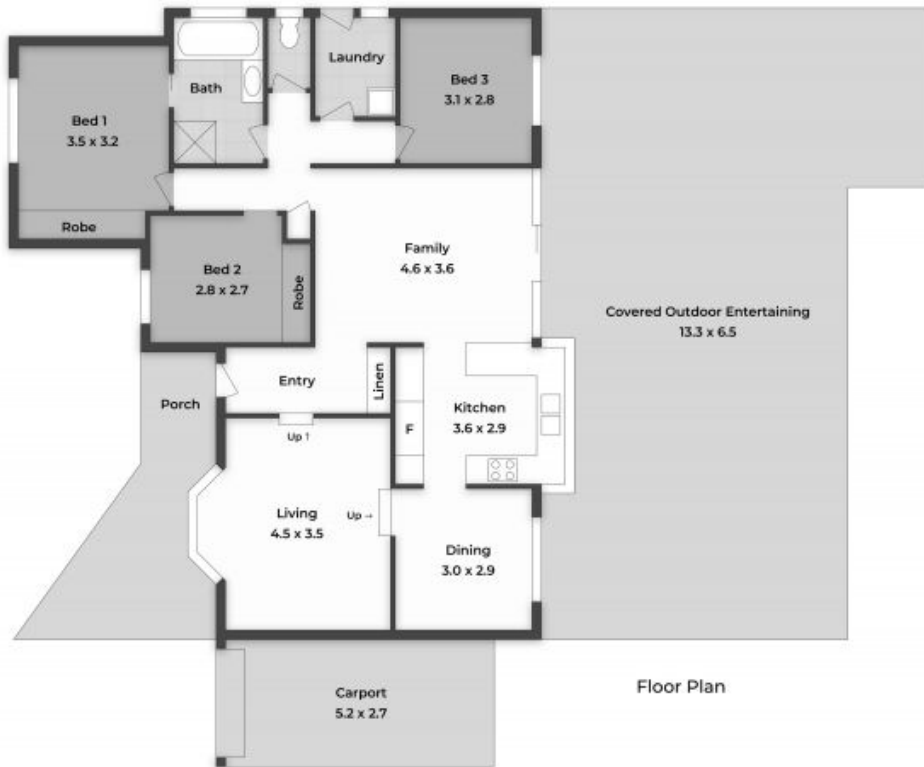 Laundry
Bath
Bed 3
3.1 x 2.8
Bed 1
3.5 x 3.2
Robe
Bed 2
2.8 x 2.7
Robe
Family
4.6 x 3.6
Covered Outdoor Entertaining
13.3 x 6.5
Entry
Linen
Porch
Kitchen
3.6 x 2.9
F
Up ↑
Living
4.5 x 3.5
Up →
Dining
3.0 x 2.9
Carport
5.2 x 2.7
Floor Plan